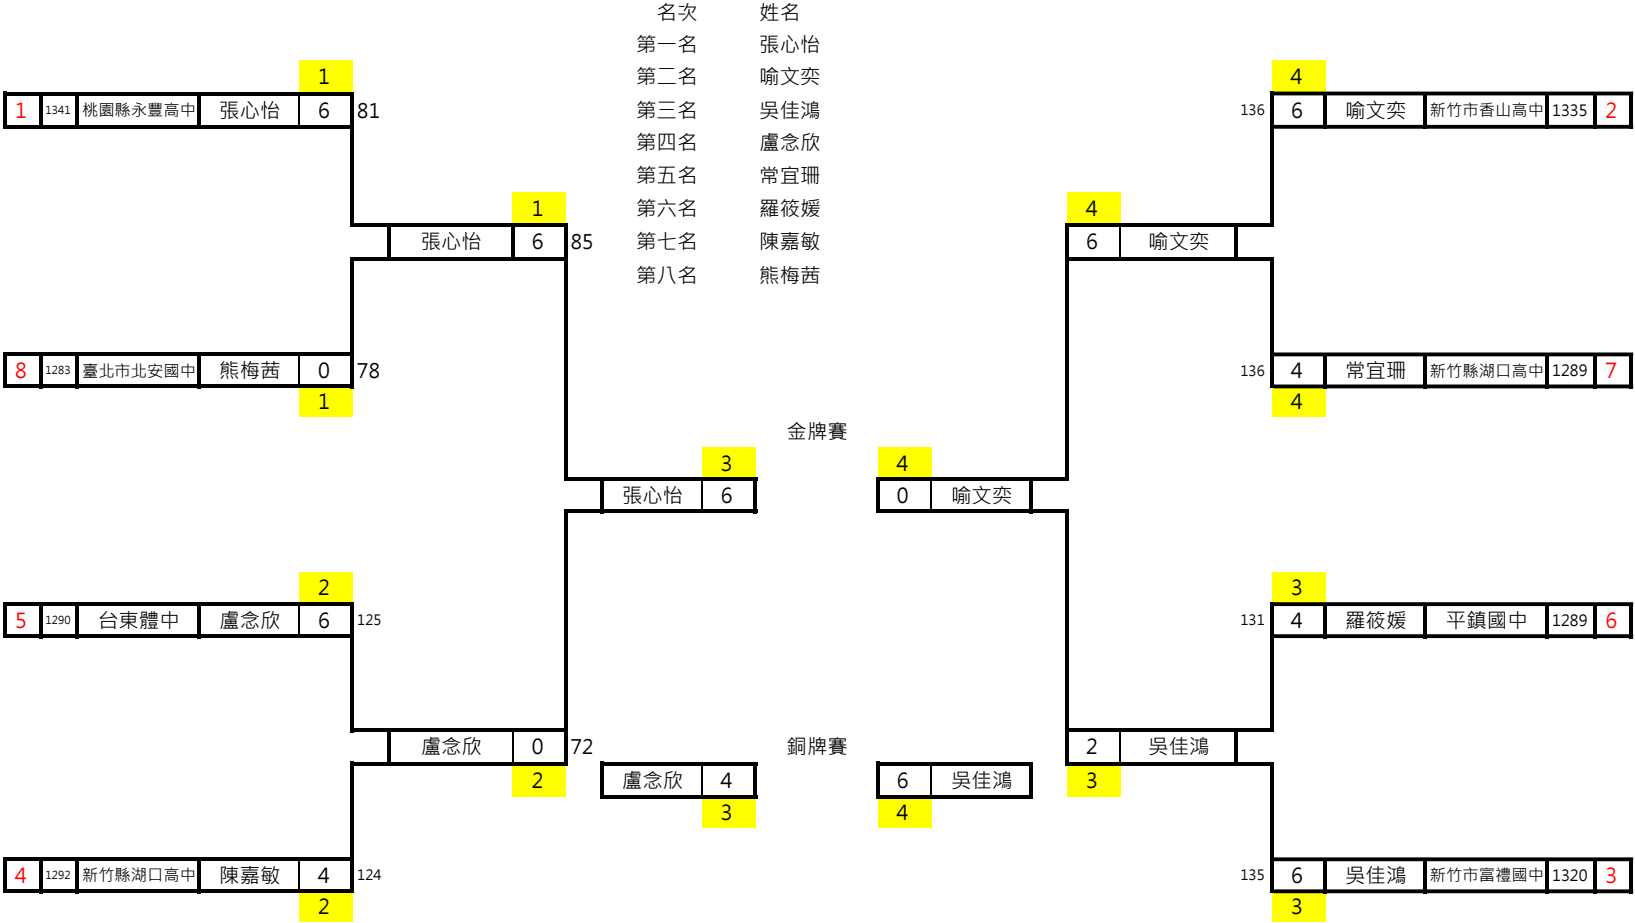 名次 姓名
第一名 張心怡
1 第二名 喻文奕 4
1 1341 桃園縣永豐高中 張心怡 6 81 第三名 吳佳鴻 136 6 喻文奕 新竹市香山高中 1335 2
第四名 盧念欣
第五名 常宜珊
1 第六名 羅筱媛 4
張心怡 6 85 第七名 陳嘉敏 6 喻文奕
第八名 熊梅茜
8 1283 臺北市北安國中 熊梅茜 0 78 136 4 常宜珊 新竹縣湖口高中 1289 7
1 4
金牌賽
3 4
張心怡 6 0 喻文奕
2 3
5 1290 台東體中 盧念欣 6 125 131 4 羅筱媛 平鎮國中 1289 6
盧念欣 0 72 銅牌賽 2 吳佳鴻
2 盧念欣 4 6 吳佳鴻 3
3 4
4 1292 新竹縣湖口高中 陳嘉敏 4 124 135 6 吳佳鴻 新竹市富禮國中 1320 3
2 3